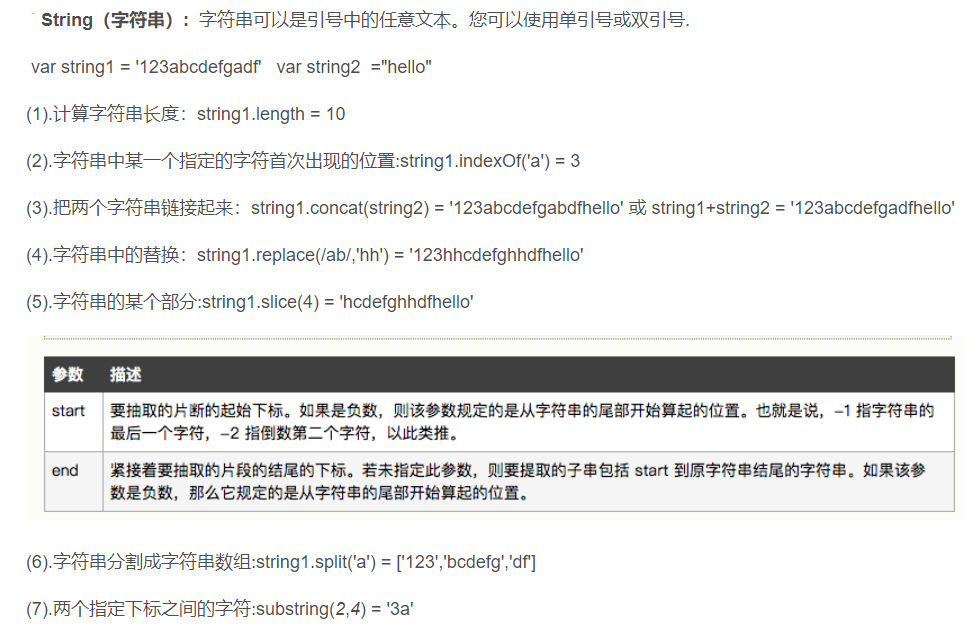 String（字符串）：字符串可以是引号中的任意文本。您可以使用单引号或双引号.
var string1 = '123abcdefgadf' var string2 ="hello"
(1).计算字符串长度：string1.length = 10
(2).字符串中某一个指定的字符首次出现的位置:string1.indexOf('a') = 3
(3).把两个字符串链接起来：string1.concat(string2) = '123abcdefgabdfhello' 或 string1+string2 = '123abcdefgadfhello'
(4).字符串中的替换：string1.replace(/ab/,'hh') = '123hhcdefghhdfhello'
(5).字符串的某个部分:string1.slice(4) = 'hcdefghhdfhello'
参数 描述
start 要抽取的片断的起始下标。如果是负数，则该参数规定的是从字符串的尾部开始算起的位置。也就是说，-1 指字符串的
最后一个字符，-2 指倒数第二个字符，以此类推。
end 紧接着要抽取的片段的结尾的下标。若未指定此参数，则要提取的子串包括 start 到原字符串结尾的字符串。如果该参
数是负数，那么它规定的是从字符串的尾部开始算起的位置。
(6).字符串分割成字符串数组:string1.split('a') = ['123','bcdefg','df']
(7).两个指定下标之间的字符:substring(2,4) = '3a'